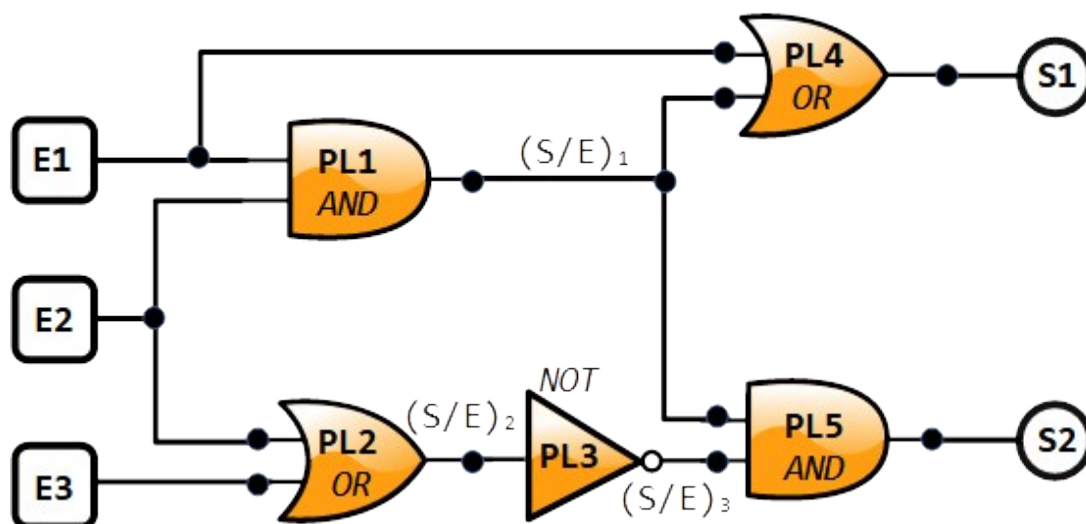 PL4
OR
S1
E1
PL1
AND
(S/E)₁
E2
NOT
(S/E)₂
PL2
OR
PL3
(S/E)₃
PL5
AND
S2
E3